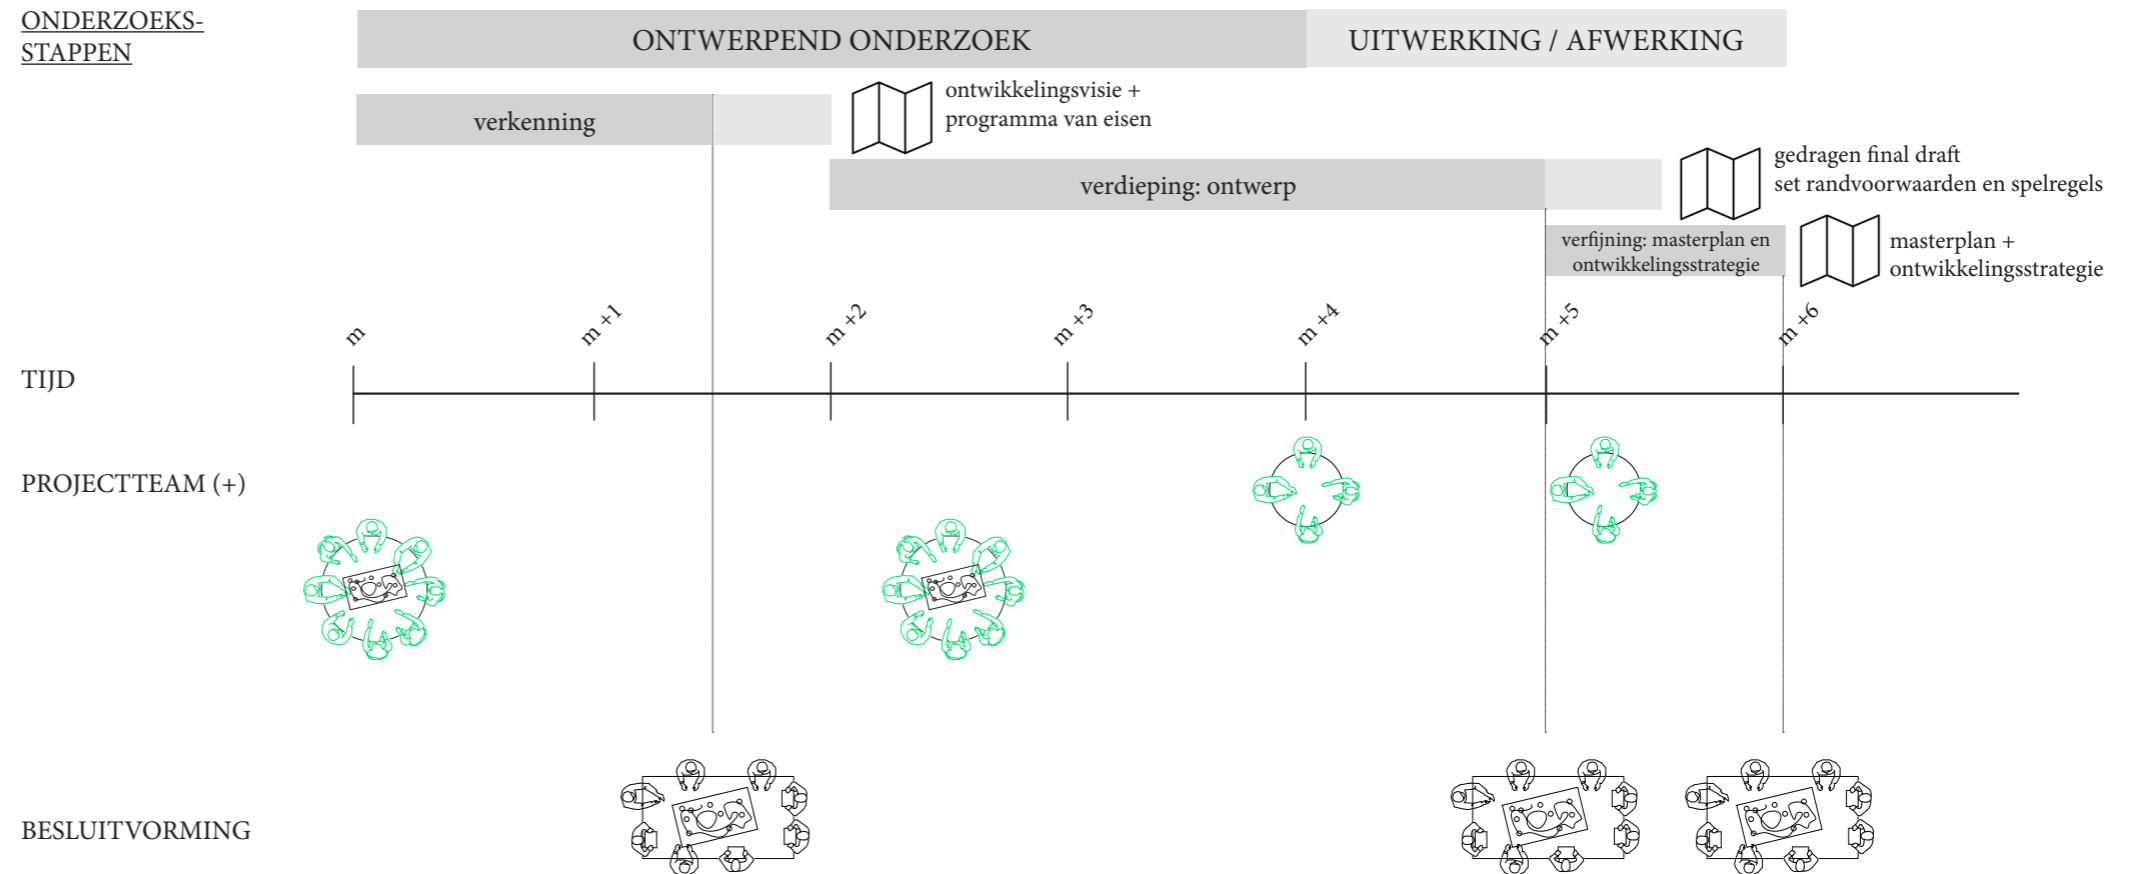 ONDERZOEKS-
STAPPEN
ONTWERPEND ONDERZOEK
UITWERKING / AFWERKING
verkenning
ontwikkelingsvisie +
programma van eisen
verdieping: ontwerp
gedragen final draft
set randvoorwaarden en spelregels
verfijning: masterplan en
ontwikkelingsstrategie
masterplan +
ontwikkelingsstrategie
m
m +1
m +2
m +3
m +4
m +5
m +6
TIJD
PROJECTTEAM (+)
BESLUITVORMING